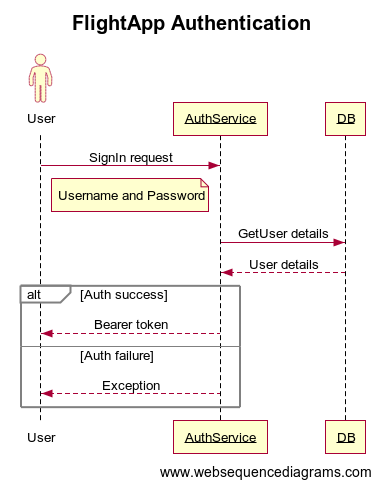 FlightApp Authentication
User
AuthService
DB
SignIn request
Username and Password
GetUser details
User details
alt
[Auth success]
Bearer token
[Auth failure]
Exception
User
AuthService
DB
www.websequencediagrams.com